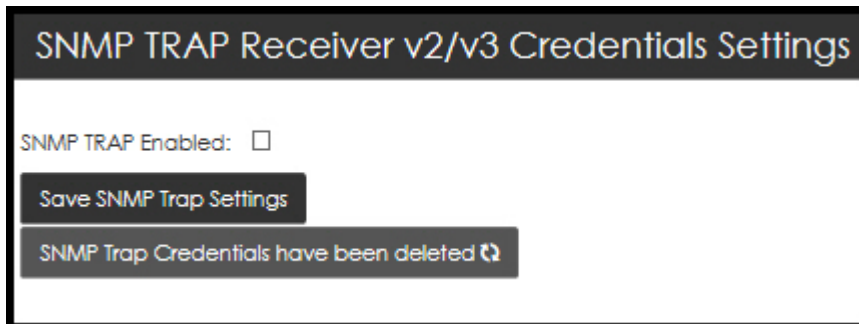 SNMP TRAP Receiver v2/v3 Credentials Settings
SNMP TRAP Enabled:
Save SNMP Trap Settings
SNMP Trap Credentials have been deleted